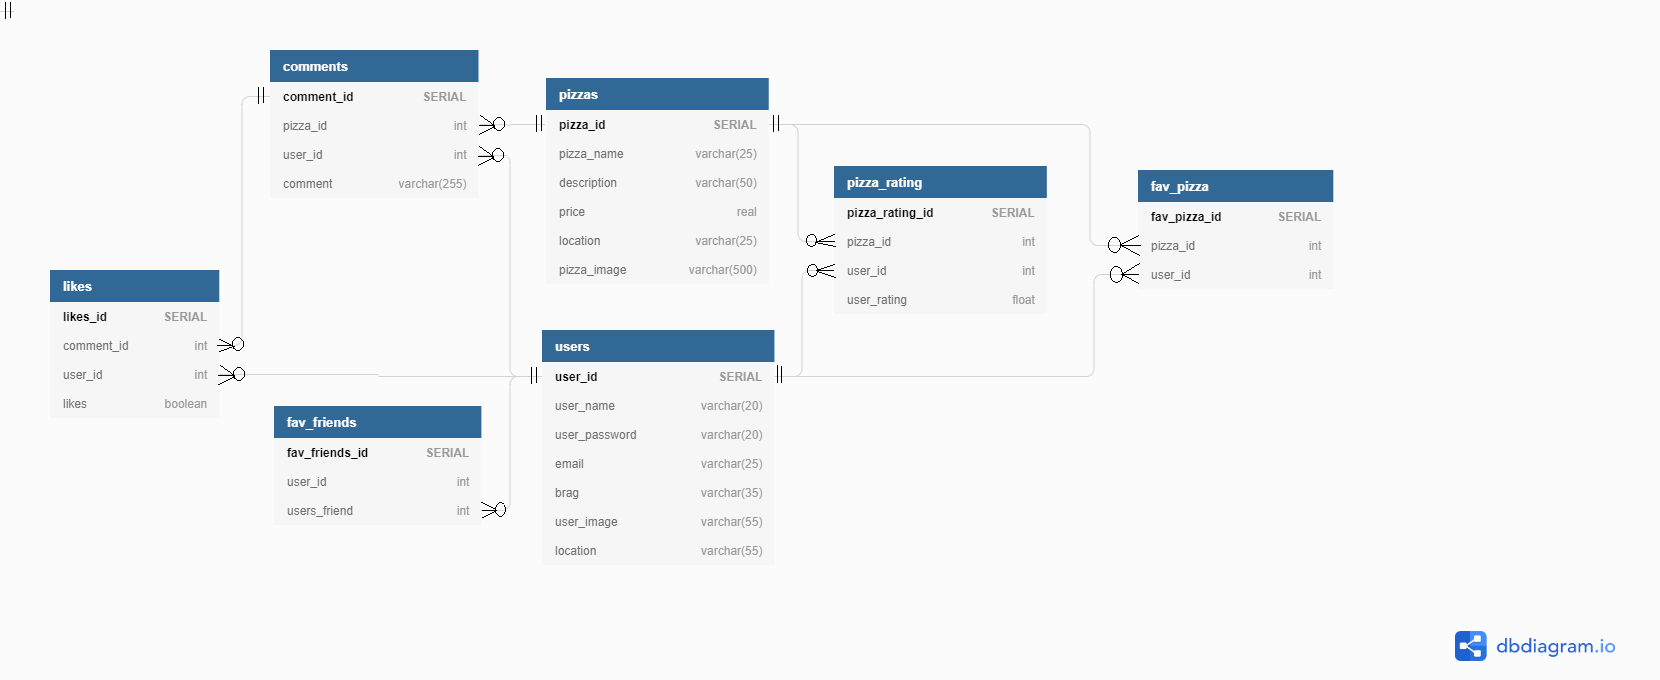 comments
comment_id SERIAL
pizza_id int
user_id int
comment varchar(255)
pizzas
pizza_id SERIAL
pizza_name varchar(25)
description varchar(50)
price real
location varchar(25)
pizza_image varchar(500)
pizza_rating
pizza_rating_id SERIAL
pizza_id int
user_id int
user_rating float
fav_pizza
fav_pizza_id SERIAL
pizza_id int
user_id int
likes
likes_id SERIAL
comment_id int
user_id int
likes boolean
fav_friends
fav_friends_id SERIAL
user_id int
users_friend int
users
user_id SERIAL
user_name varchar(20)
user_password varchar(20)
email varchar(25)
brag varchar(35)
user_image varchar(55)
location varchar(55)
dbdiagram.io